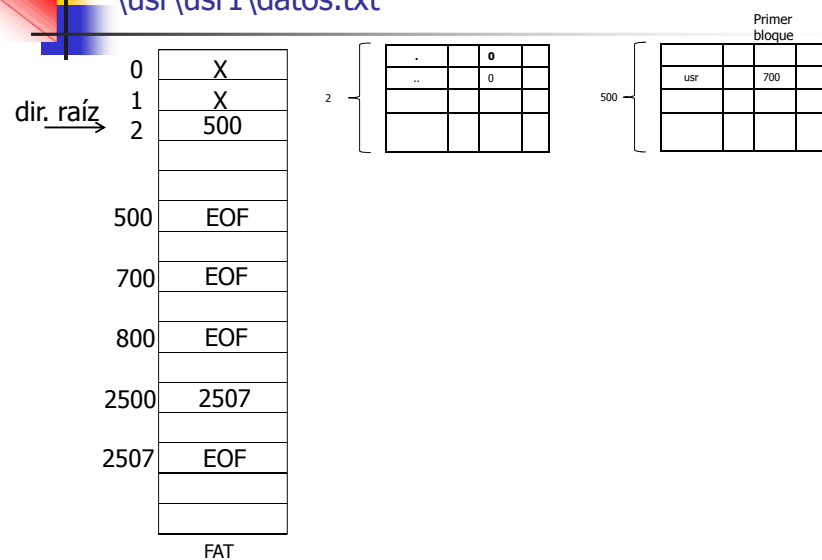 \usr\usr1\datos.txt
Primer
bloque
0 X
1 X
dir. raíz
2 500
500 EOF
700 EOF
800 EOF
2500 2507
2507 EOF
FAT
2
. 0
.. 0
500
usr 700